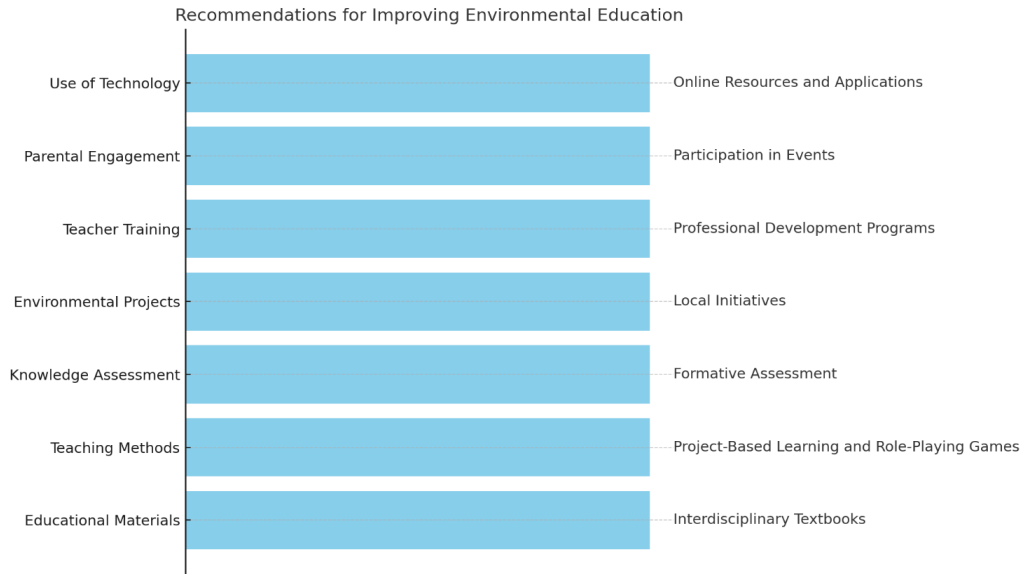 Recommendations for Improving Environmental Education
Use of Technology
Online Resources and Applications
Parental Engagement
Participation in Events
Teacher Training
Professional Development Programs
Environmental Projects
Local Initiatives
Knowledge Assessment
Formative Assessment
Teaching Methods
Project-Based Learning and Role-Playing Games
Educational Materials
Interdisciplinary Textbooks